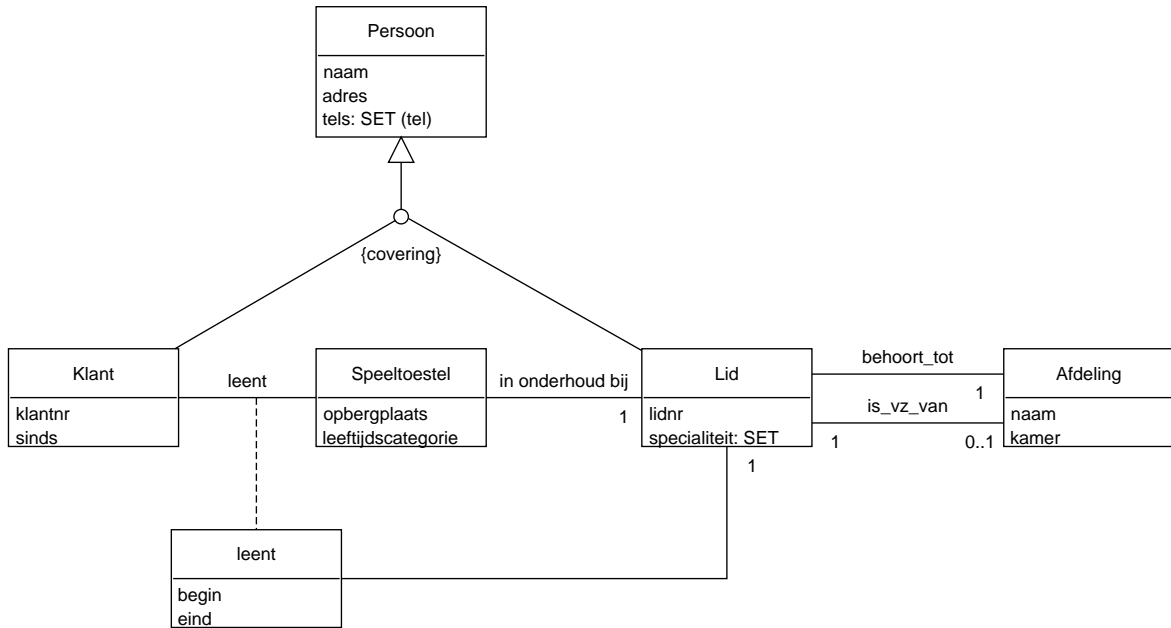 Persoon
naam
adres
tels: SET (tel)
{covering}
Klant
klantnr
sinds
leent
Speeltoestel
opbergplaats
leeftijdscategorie
in onderhoud bij
1
Lid
lidnr
specialiteit: SET
behoort_tot
1
is_vz_van
1
0..1
Afdeling
naam
kamer
1
leent
begin
eind